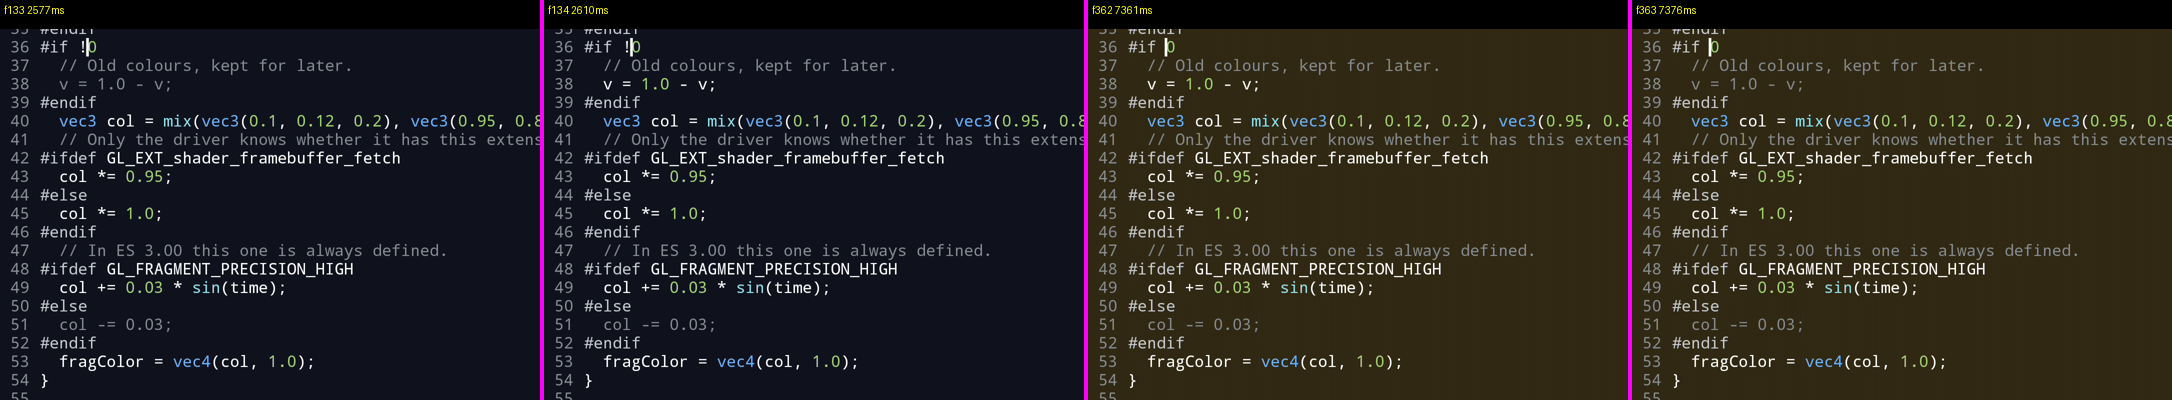 f133 2577ms
35 #endif
36 #if !0
37 // Old colours, kept for later.
38 v = 1.0 - v;
39 #endif
40 vec3 col = mix(vec3(0.1, 0.12, 0.2), vec3(0.95, 0.8
41 // Only the driver knows whether it has this extens
42 #ifdef GL_EXT_shader_framebuffer_fetch
43 col *= 0.95;
44 #else
45 col *= 1.0;
46 #endif
47 // In ES 3.00 this one is always defined.
48 #ifdef GL_FRAGMENT_PRECISION_HIGH
49 col += 0.03 * sin(time);
50 #else
51 col -= 0.03;
52 #endif
53 fragColor = vec4(col, 1.0);
54 }
55
f134 2610ms
35 #endif
36 #if !0
37 // Old colours, kept for later.
38 v = 1.0 - v;
39 #endif
40 vec3 col = mix(vec3(0.1, 0.12, 0.2), vec3(0.95, 0.8
41 // Only the driver knows whether it has this extens
42 #ifdef GL_EXT_shader_framebuffer_fetch
43 col *= 0.95;
44 #else
45 col *= 1.0;
46 #endif
47 // In ES 3.00 this one is always defined.
48 #ifdef GL_FRAGMENT_PRECISION_HIGH
49 col += 0.03 * sin(time);
50 #else
51 col -= 0.03;
52 #endif
53 fragColor = vec4(col, 1.0);
54 }
55
f362 7361ms
35 #endif
36 #if 0
37 // Old colours, kept for later.
38 v = 1.0 - v;
39 #endif
40 vec3 col = mix(vec3(0.1, 0.12, 0.2), vec3(0.95, 0.8
41 // Only the driver knows whether it has this extens
42 #ifdef GL_EXT_shader_framebuffer_fetch
43 col *= 0.95;
44 #else
45 col *= 1.0;
46 #endif
47 // In ES 3.00 this one is always defined.
48 #ifdef GL_FRAGMENT_PRECISION_HIGH
49 col += 0.03 * sin(time);
50 #else
51 col -= 0.03;
52 #endif
53 fragColor = vec4(col, 1.0);
54 }
55
f363 7376ms
35 #endif
36 #if 0
37 // Old colours, kept for later.
38 v = 1.0 - v;
39 #endif
40 vec3 col = mix(vec3(0.1, 0.12, 0.2), vec3(0.95, 0.8
41 // Only the driver knows whether it has this extens
42 #ifdef GL_EXT_shader_framebuffer_fetch
43 col *= 0.95;
44 #else
45 col *= 1.0;
46 #endif
47 // In ES 3.00 this one is always defined.
48 #ifdef GL_FRAGMENT_PRECISION_HIGH
49 col += 0.03 * sin(time);
50 #else
51 col -= 0.03;
52 #endif
53 fragColor = vec4(col, 1.0);
54 }
55